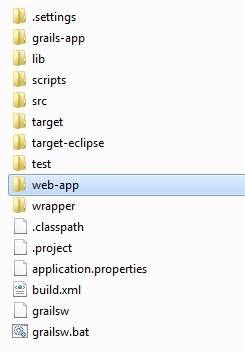 .settings
grails-app
lib
scripts
src
target
target-eclipse
test
web-app
wrapper
.classpath
.project
application.properties
build.xml
grailsw
grailsw.bat